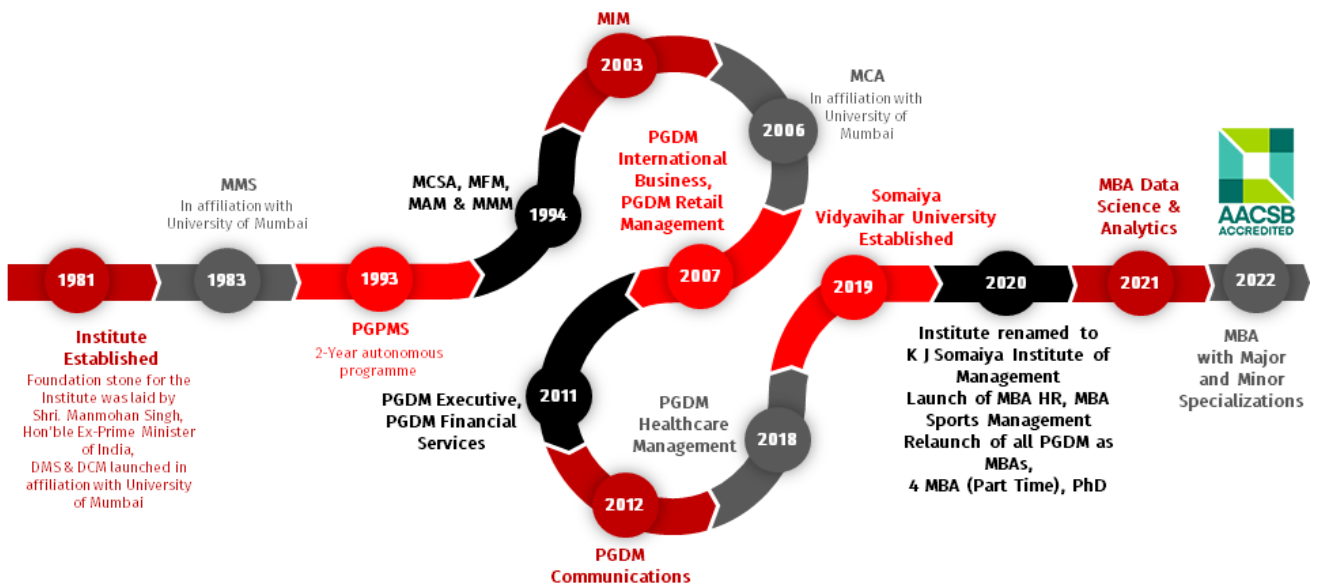 1981
Institute
Established
Foundation stone for the
Institute was laid by
Shri. Manmohan Singh,
Hon'ble Ex-Prime Minister
of India,
DMS & DCM launched in
affiliation with University
of Mumbai
MMS
In affiliation with
University of Mumbai
1983
1993
PGPMS
2-Year autonomous
programme
MCSA, MFM,
MAM & MMM
1994
MIM
2003
MCA
In affiliation with
University of
Mumbai
2006
PGDM
International
Business,
PGDM Retail
Management
2007
2011
PGDM Executive,
PGDM Financial
Services
2012
PGDM
Communications
PGDM
Healthcare
Management
2018
Somaiya
Vidyavihar University
Established
2019
2020
Institute renamed to
K J Somaiya Institute of
Management
Launch of MBA HR, MBA
Sports Management
Relaunch of all PGDM as
MBAs,
4 MBA (Part Time), PhD
MBA Data
Science &
Analytics
2021
AACSB
ACCREDITED
2022
MBA
with Major
and Minor
Specializations